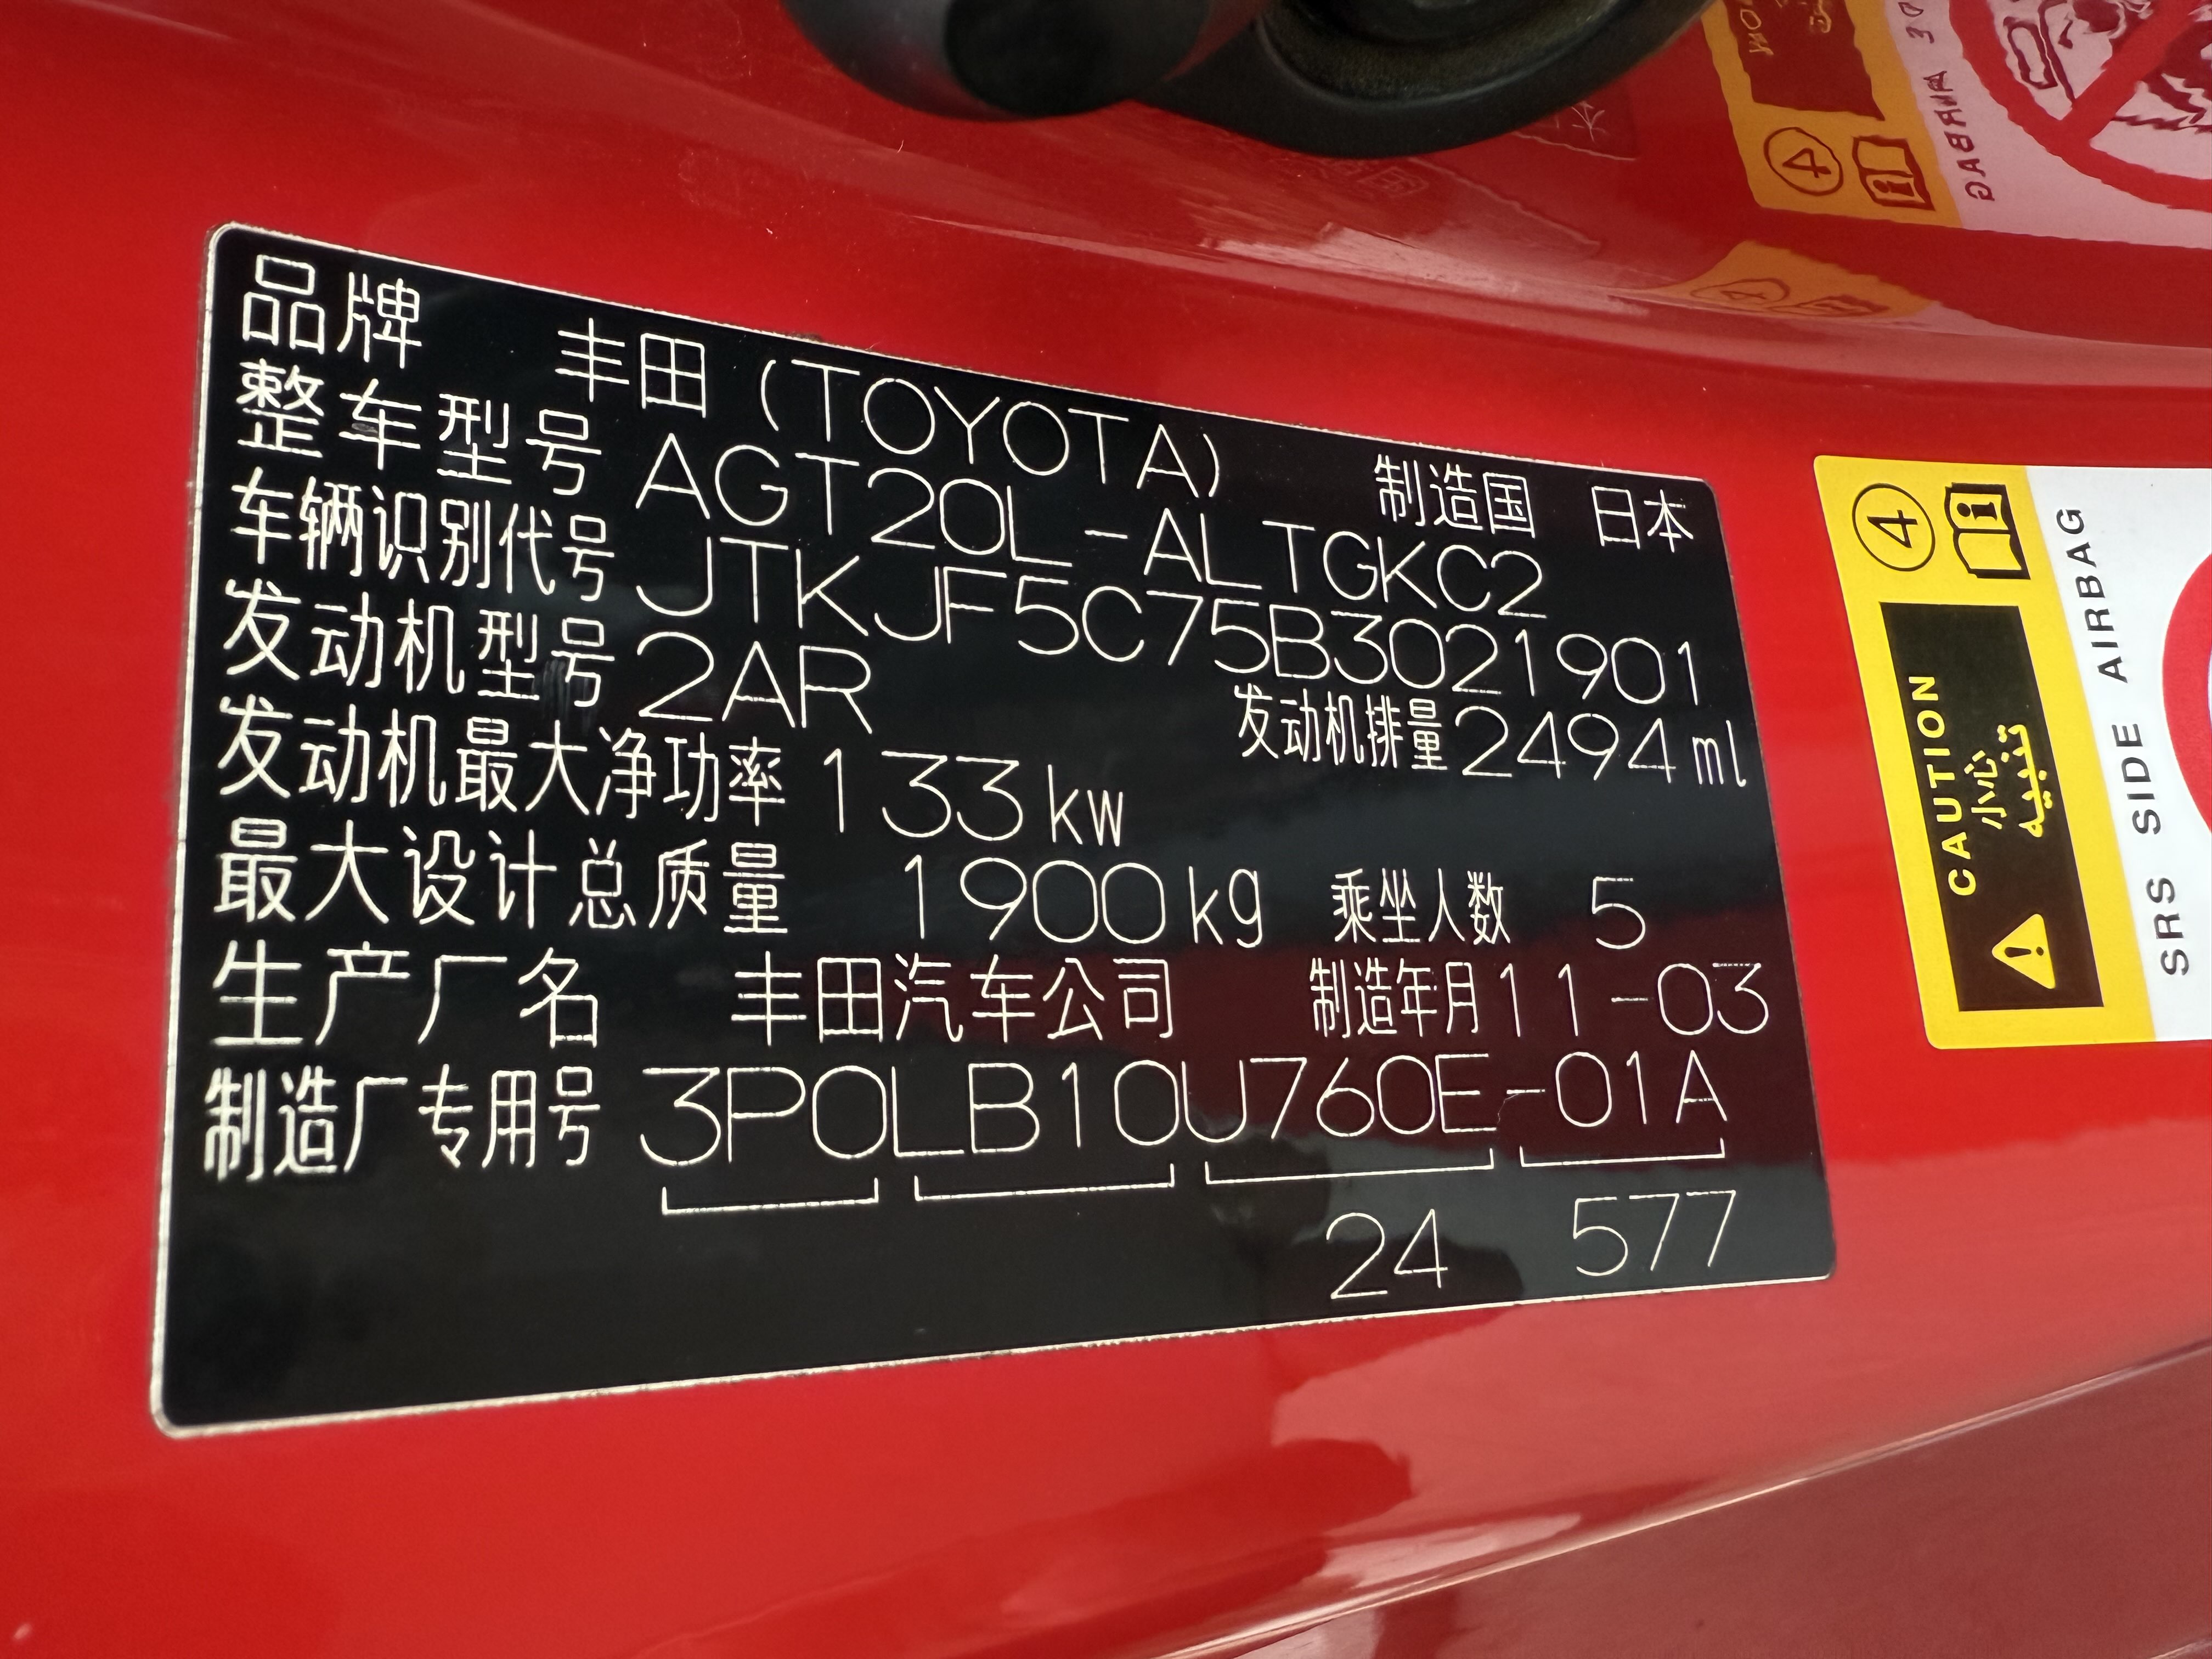 品牌 丰田 (TOYOTA) 制造国 日本
整车型号 AGT20L-ALTGKC2
车辆识别代号 JTKJF5C75B3021901
发动机型号 2AR 发动机排量 2494 ml
发动机最大净功率 133 kw
最大设计总质量 1900 kg 乘坐人数 5
生产厂名 丰田汽车公司 制造年月 11-03
制造厂专用号 3P0LB10U760E-01A
24 577
4
CAUTION
小心
تنبيه
SRS SIDE AIRBAG